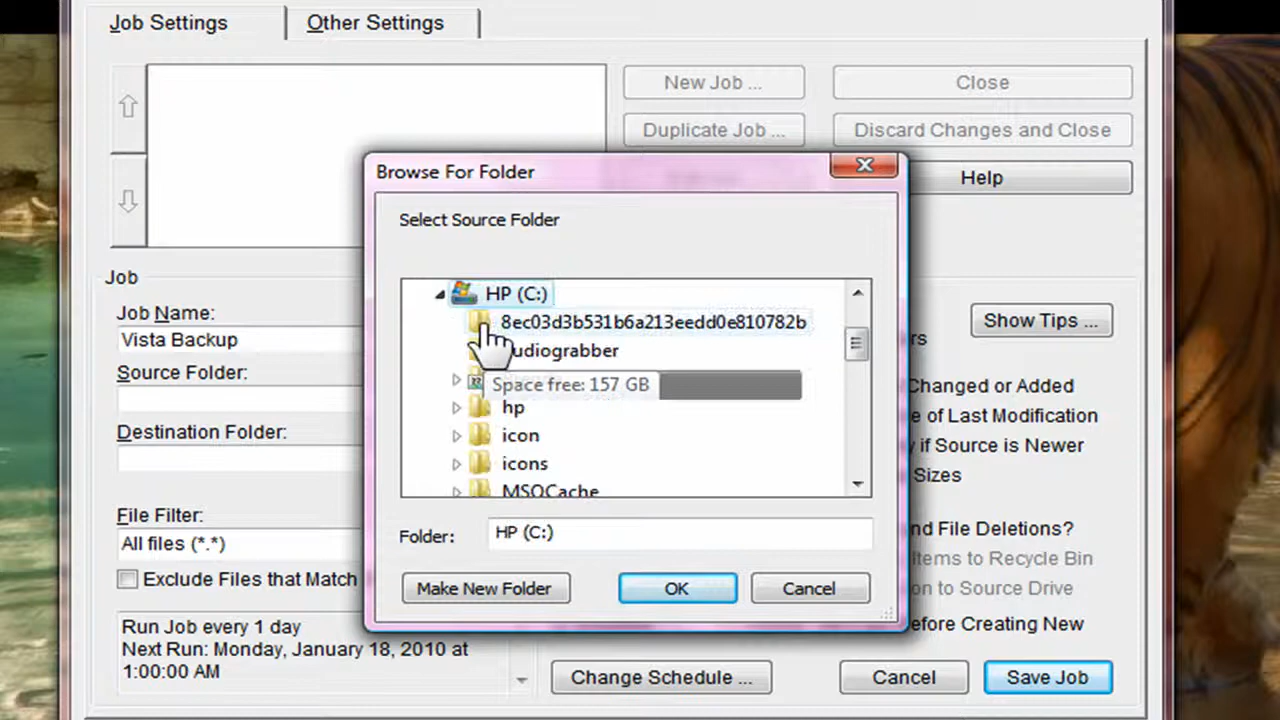 Job Settings
Other Settings
New Job ...
Close
Duplicate Job ...
Discard Changes and Close
Browse For Folder
Help
Select Source Folder
Job
HP (C:)
Job Name:
8ec03d3b531b6a213eedd0e810782b
Show Tips ...
Vista Backup
udiograbber
Source Folder:
Space free: 157 GB
Changed or Added
hp
e of Last Modification
Destination Folder:
icon
y if Source is Newer
icons
Sizes
MSOCache
File Filter:
Folder:
HP (C:)
nd File Deletions?
All files (*.*)
Items to Recycle Bin
Exclude Files that Match
Make New Folder
OK
Cancel
on to Source Drive
Run Job every 1 day
Next Run: Monday, January 18, 2010 at
1:00:00 AM
efore Creating New
Change Schedule ...
Cancel
Save Job